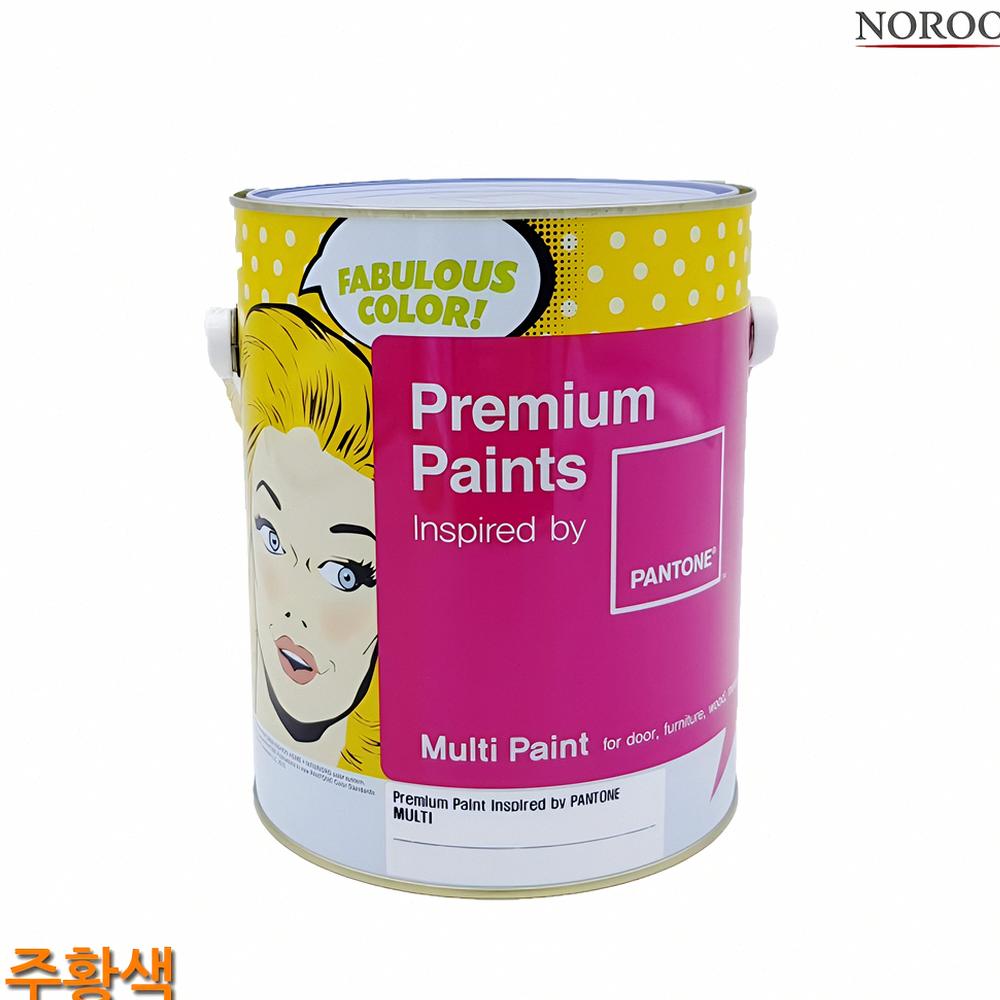 NOROO
FABULOUS
COLOR!
Premium
Paints
Inspired by
PANTONE®
Multi Paint for door, furniture, wood,
Premium Paint Inspired by PANTONE
MULTI
주황색